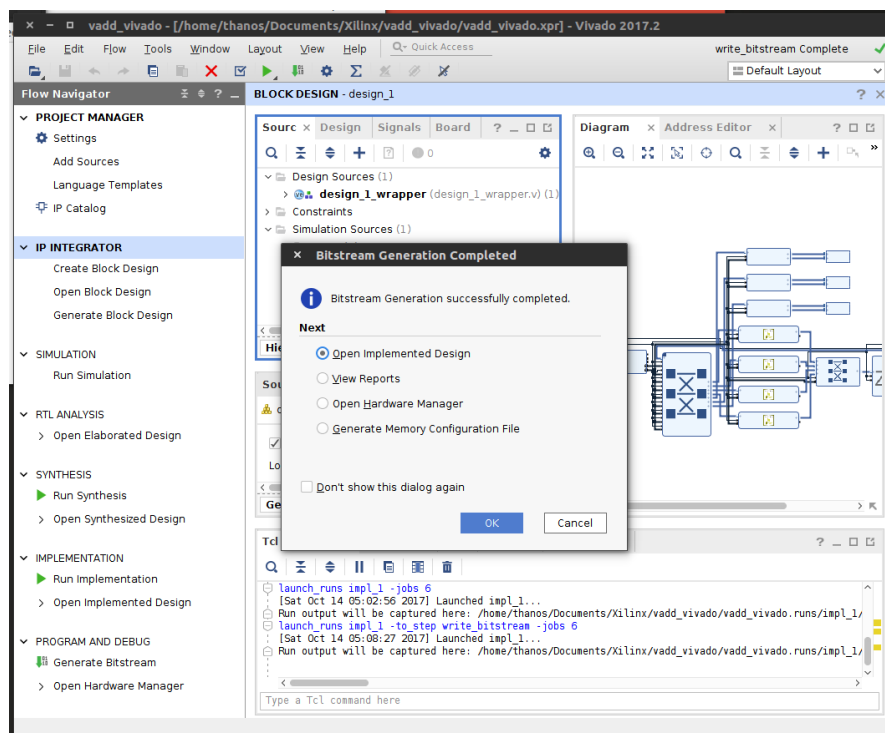 vadd_vivado - [/home/thanos/Documents/Xilinx/vadd_vivado/vadd_vivado.xpr] - Vivado 2017.2
File Edit Flow Tools Window Layout View Help Quick Access write_bitstream Complete
Default Layout
Flow Navigator
BLOCK DESIGN - design_1
PROJECT MANAGER
Settings
Add Sources
Language Templates
IP Catalog
IP INTEGRATOR
Create Block Design
Open Block Design
Generate Block Design
SIMULATION
Run Simulation
RTL ANALYSIS
Open Elaborated Design
SYNTHESIS
Run Synthesis
Open Synthesized Design
IMPLEMENTATION
Run Implementation
Open Implemented Design
PROGRAM AND DEBUG
Generate Bitstream
Open Hardware Manager
Sourc Design Signals Board
0
Design Sources (1)
design_1_wrapper (design_1_wrapper.v) (1)
Constraints
Simulation Sources (1)
Hie
Sou
Lo
Ge
Diagram Address Editor
Bitstream Generation Completed
Bitstream Generation successfully completed.
Next
Open Implemented Design
View Reports
Open Hardware Manager
Generate Memory Configuration File
Don't show this dialog again
OK Cancel
Tcl
launch_runs impl_1 -jobs 6
[Sat Oct 14 05:02:56 2017] Launched impl_1...
Run output will be captured here: /home/thanos/Documents/Xilinx/vadd_vivado/vadd_vivado.runs/impl_1/
launch_runs impl_1 -to_step write_bitstream -jobs 6
[Sat Oct 14 05:08:27 2017] Launched impl_1...
Run output will be captured here: /home/thanos/Documents/Xilinx/vadd_vivado/vadd_vivado.runs/impl_1/
Type a Tcl command here